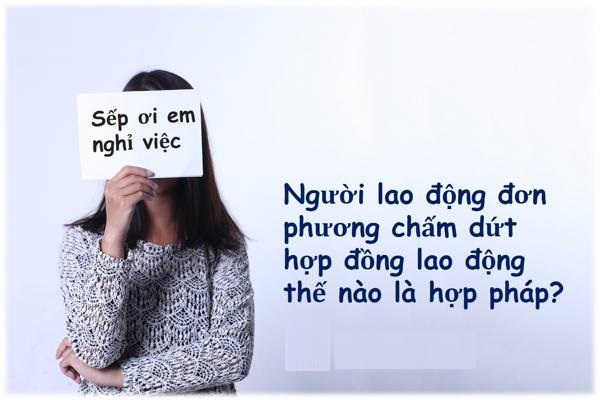 Sếp ơi em
nghỉ việc
Người lao động đơn
phương chấm dứt
hợp đồng lao động
thế nào là hợp pháp?